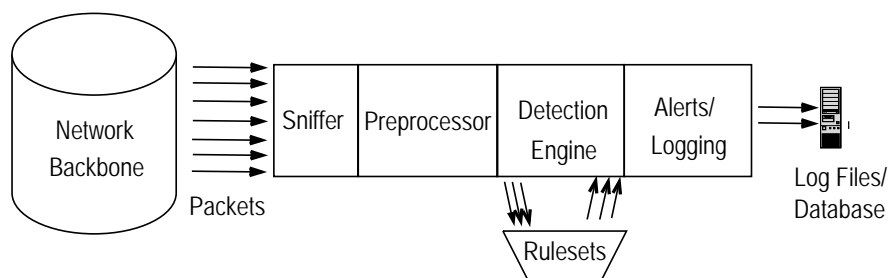 Network
Backbone
Packets
Sniffer
Preprocessor
Detection
Engine
Alerts/
Logging
Rulesets
Log Files/
Database